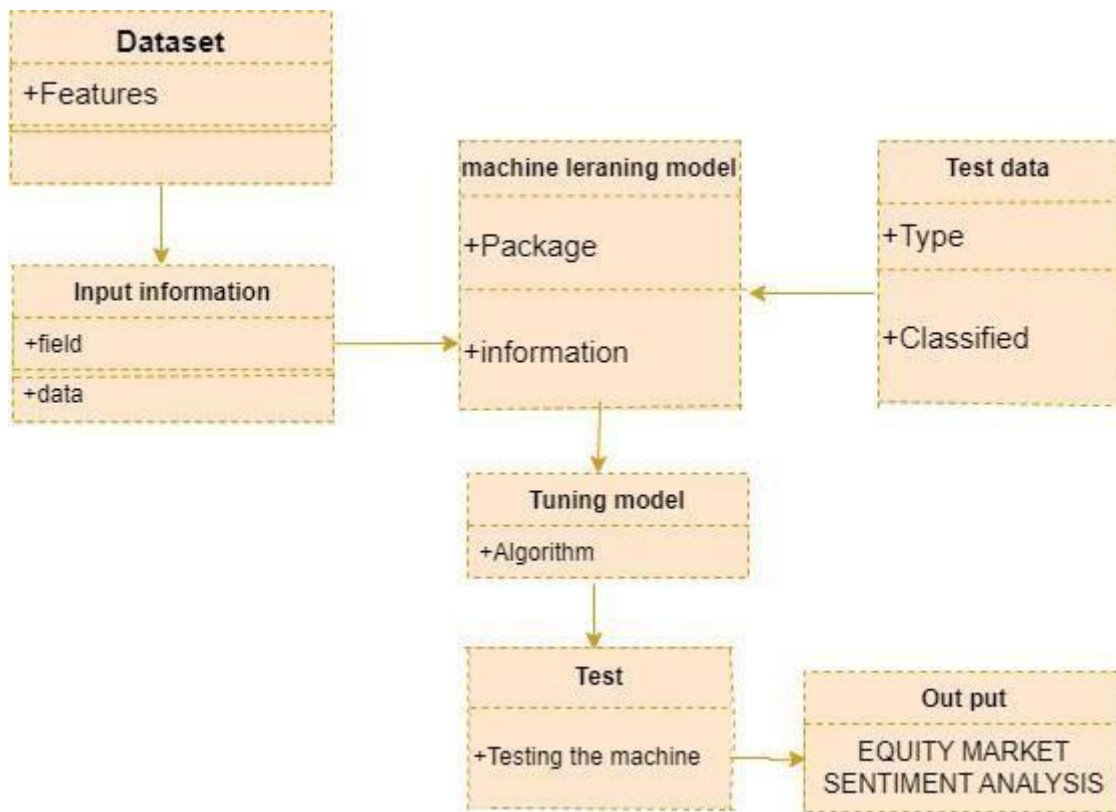 Dataset
+Features
Input information
+field
+data
machine leraning model
+Package
+information
Test data
+Type
+Classified
Tuning model
+Algorithm
Test
+Testing the machine
Out put
EQUITY MARKET
SENTIMENT ANALYSIS